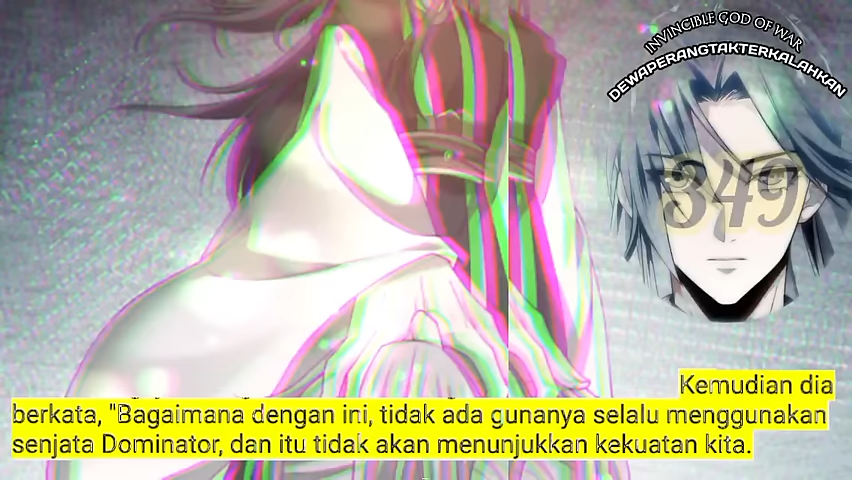 INVINCIBLE GOD OF WAR
DEWAPERANGTAKTERKALAHKAN
349
Kemudian dia
berkata, "Bagaimana dengan ini, tidak ada gunanya selalu menggunakan
senjata Dominator, dan itu tidak akan menunjukkan kekuatan kita.